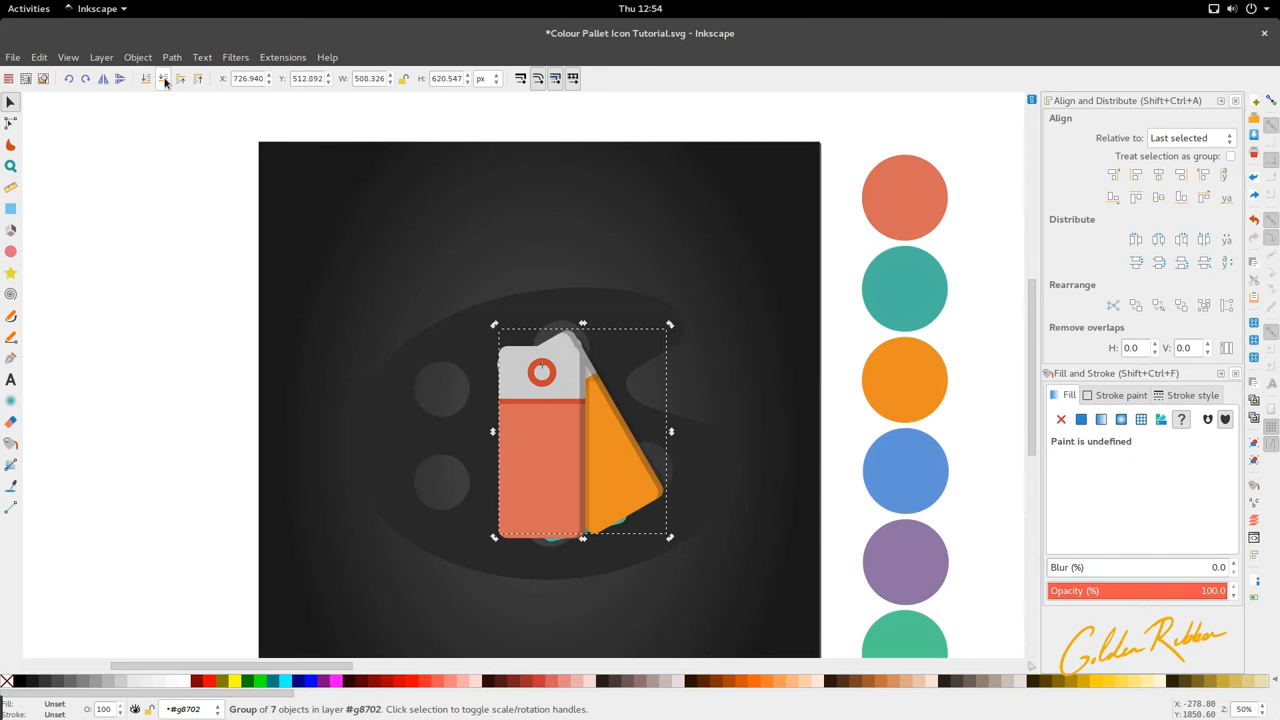 Activities
Inkscape
Thu 12:54
*Colour Pallet Icon Tutorial.svg - Inkscape
File Edit View Layer Object Path Text Filters Extensions Help
X: 726.940 Y: 512.892 W: 508.326 H: 620.547 px
Align and Distribute (Shift+Ctrl+A)
Align
Relative to: Last selected
Treat selection as group:
Distribute
Rearrange
Remove overlaps
H: 0.0 V: 0.0
Fill and Stroke (Shift+Ctrl+F)
Fill Stroke paint Stroke style
Paint is undefined
Blur (%) 0.0
Opacity (%) 100.0
Golden Ribbon
Fill: Unset
Stroke: Unset
O: 100
•#g8702
Group of 7 objects in layer #g8702. Click selection to toggle scale/rotation handles.
X: -278.80
Y: 1850.60
Z: 50%